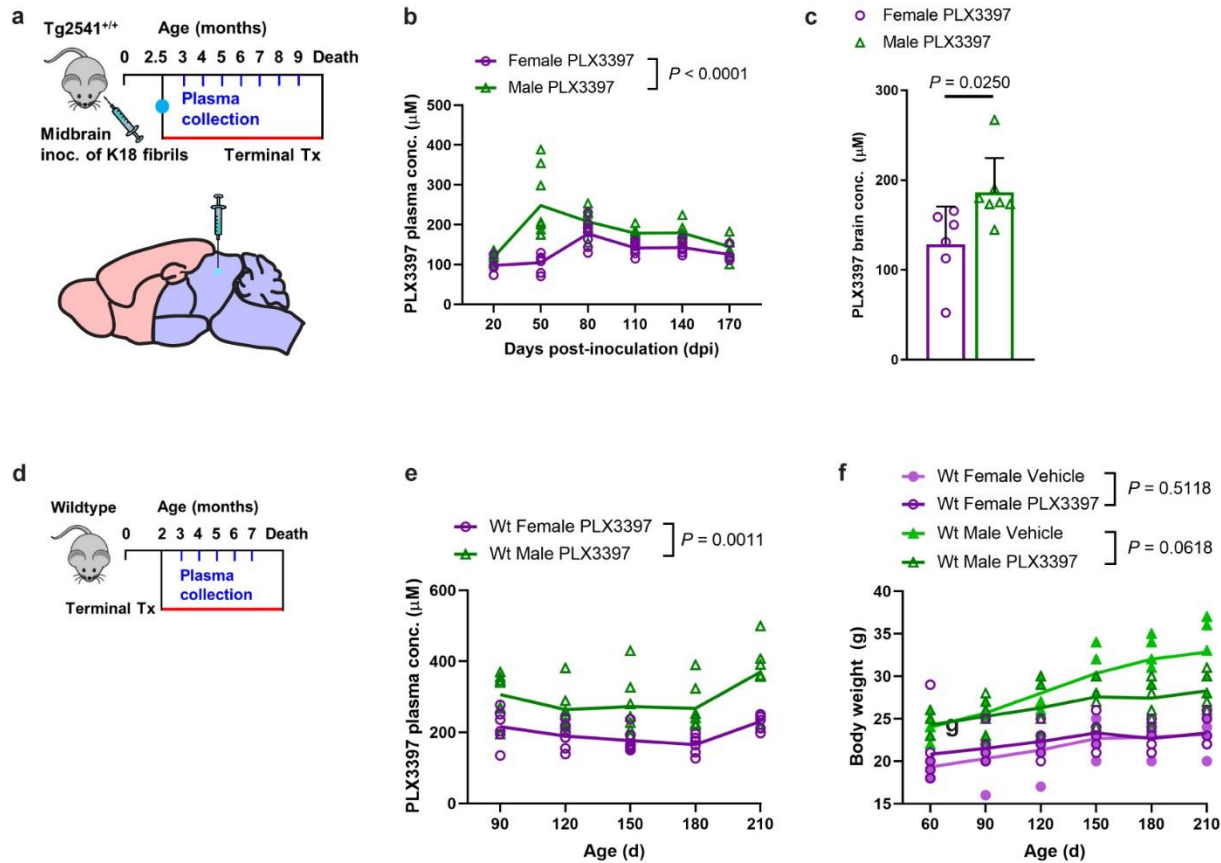 a
Tg2541+/+
Age (months)
0 2.5 3 4 5 6 7 8 9 Death
Plasma
collection
Midbrain
inoc. of K18 fibrils
Terminal Tx
b
Female PLX3397
Male PLX3397
P < 0.0001
PLX3397 plasma conc. (μM)
500
400
300
200
100
0
20 50 80 110 140 170
Days post-inoculation (dpi)
c
Female PLX3397
Male PLX3397
P = 0.0250
PLX3397 brain conc. (μM)
300
200
100
0
d
Wildtype
Age (months)
0 2 3 4 5 6 7 Death
Plasma
collection
Terminal Tx
e
Wt Female PLX3397
Wt Male PLX3397
P = 0.0011
PLX3397 plasma conc. (μM)
600
400
200
0
90 120 150 180 210
Age (d)
f
Wt Female Vehicle
Wt Female PLX3397
P = 0.5118
Wt Male Vehicle
Wt Male PLX3397
P = 0.0618
Body weight (g)
40
35
30
25
20
15
g
60 90 120 150 180 210
Age (d)